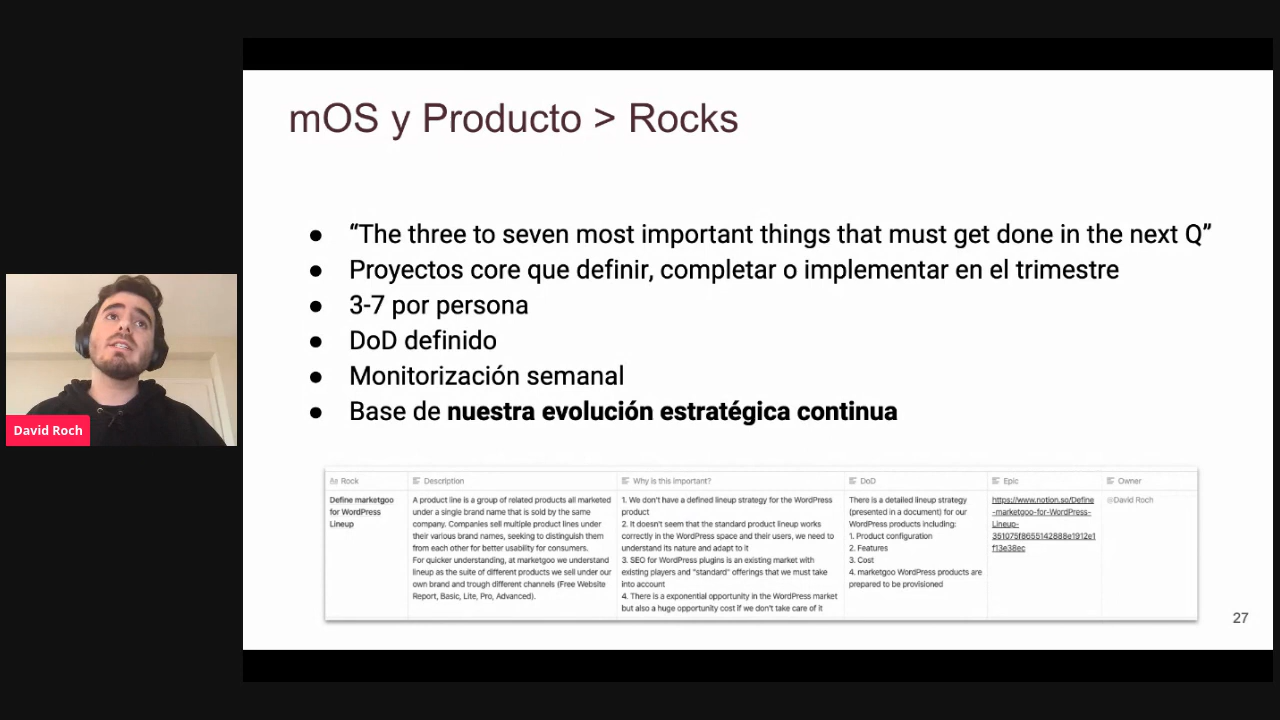 mOS y Producto > Rocks
● “The three to seven most important things that must get done in the next Q”
● Proyectos core que definir, completar o implementar en el trimestre
● 3-7 por persona
● DoD definido
● Monitorización semanal
● Base de nuestra evolución estratégica continua
David Roch
Aa Rock
Define marketgoo
for WordPress
Lineup
Description
A product line is a group of related products all marketed
under a single brand name that is sold by the same
company. Companies sell multiple product lines under
their various brand names, seeking to distinguish them
from each other for better usability for consumers.
For quicker understanding, at marketgoo we understand
lineup as the suite of different products we sell under our
own brand and trough different channels (Free Website
Report, Basic, Lite, Pro, Advanced).
Why is this important?
1. We don't have a defined lineup strategy for the WordPress
product
2. It doesn't seem that the standard product lineup works
correctly in the WordPress space and their users, we need to
understand its nature and adapt to it
3. SEO for WordPress plugins is an existing market with
existing players and "standard" offerings that we must take
into account
4. There is a exponential opportunity in the WordPress market
but also a huge opportunity cost if we don't take care of it
DoD
There is a detailed lineup strategy
(presented in a document) for our
WordPress products including:
1. Product configuration
2. Features
3. Cost
4. marketgoo WordPress products are
prepared to be provisioned
Epic
https://www.notion.so/Define
-marketgoo-for-WordPress-
Lineup-
351075f8655142888e1912e1
f13e38ec
Owner
@David Roch
27